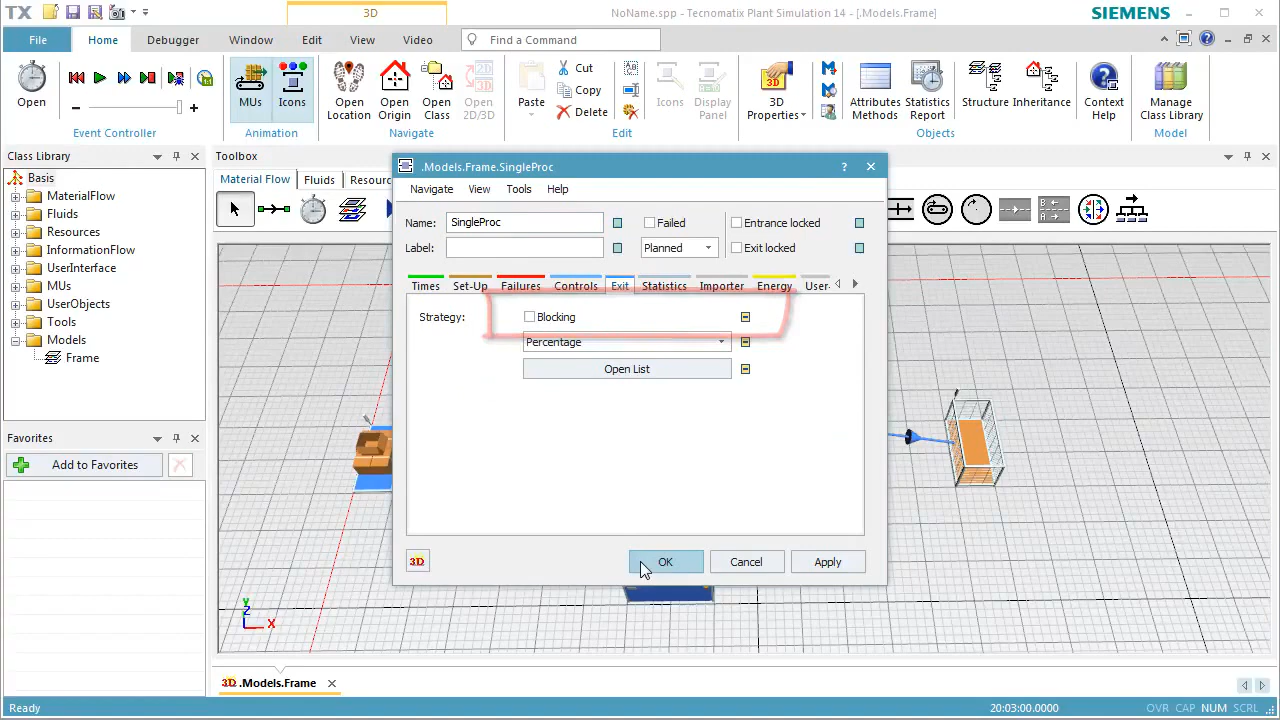 TX
3D
NoName.spp - Tecnomatix Plant Simulation 14 - [.Models.Frame]
SIEMENS
File
Home
Debugger
Window
Edit
View
Video
Find a Command
Open
MUs
Icons
Open Location
Open Origin
Open Class
Open 2D/3D
Paste
Cut
Copy
Delete
Icons
Display Panel
3D Properties
Attributes Methods
Statistics Report
Structure
Inheritance
Context Help
Manage Class Library
Event Controller
Animation
Navigate
Edit
Objects
Model
Class Library
Toolbox
Basis
MaterialFlow
Fluids
Resources
InformationFlow
UserInterface
MUs
UserObjects
Tools
Models
Frame
Favorites
Add to Favorites
Material Flow
Fluids
Resourc
.Models.Frame.SingleProc
?
Navigate
View
Tools
Help
Name:
SingleProc
Failed
Entrance locked
Label:
Planned
Exit locked
Times
Set-Up
Failures
Controls
Exit
Statistics
Importer
Energy
User-
Strategy:
Blocking
Percentage
Open List
3D
OK
Cancel
Apply
Y
Z
X
3D .Models.Frame
Ready
20:03:00.0000
OVR CAP NUM SCRL